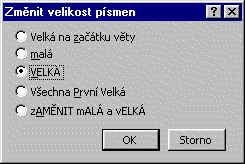 Změnit velikost písmen
Velká na začátku věty
malá
VELKÁ
Všechna První Velká
zAMĚNIT mALÁ a vELKÁ
OK
Storno